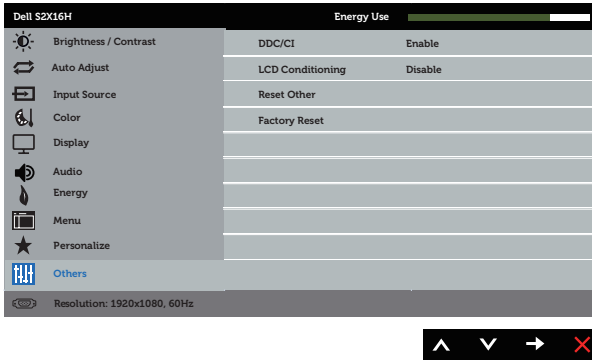 Dell S2X16H Energy Use
Brightness / Contrast DDC/CI Enable
Auto Adjust LCD Conditioning Disable
Input Source Reset Other
Color Factory Reset
Display
Audio
Energy
Menu
Personalize
Others
Resolution: 1920x1080, 60Hz